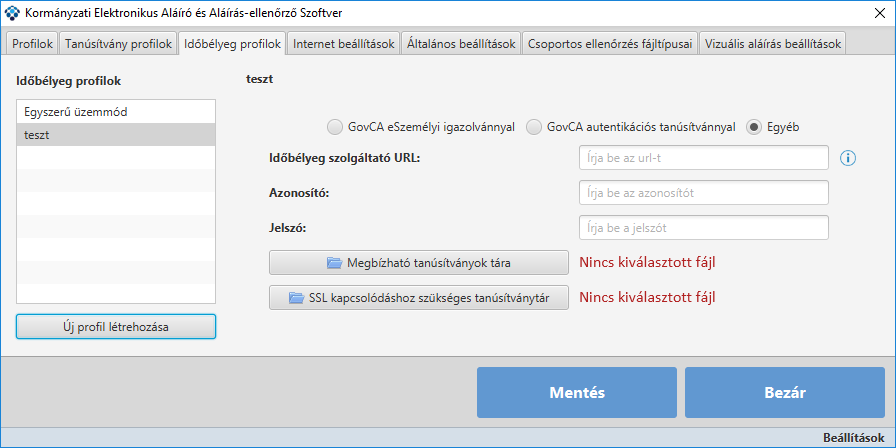 Kormányzati Elektronikus Aláíró és Aláírás-ellenőrző Szoftver
Profilok Tanúsítvány profilok Időbélyeg profilok Internet beállítások Általános beállítások Csoportos ellenőrzés fájltípusai Vizuális aláírás beállítások
Időbélyeg profilok
teszt
Egyszerű üzemmód
teszt
GovCA eSzemélyi igazolvánnyal GovCA autentikációs tanúsítvánnyal Egyéb
Időbélyeg szolgáltató URL: Írja be az url-t
Azonosító: Írja be az azonosítót
Jelszó: Írja be a jelszót
Megbízható tanúsítványok tára Nincs kiválasztott fájl
SSL kapcsolódáshoz szükséges tanúsítványtár Nincs kiválasztott fájl
Új profil létrehozása
Mentés Bezár
Beállítások